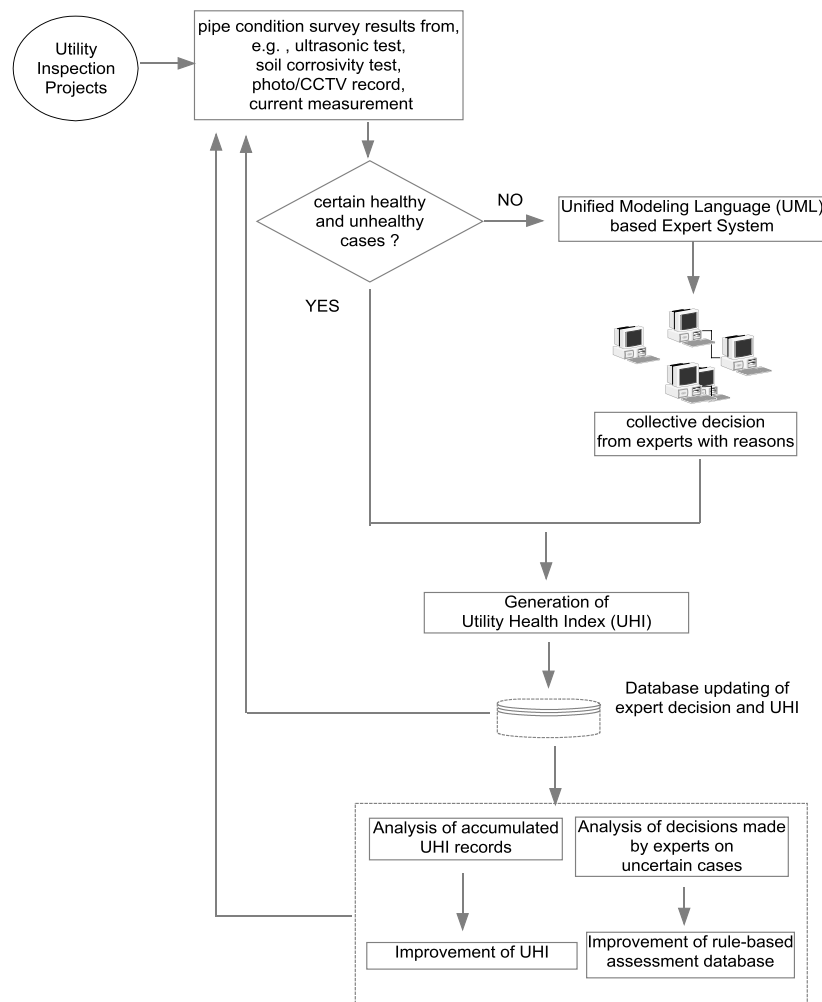 Utility
Inspection
Projects
pipe condition survey results from,
e.g. , ultrasonic test,
soil corrosivity test,
photo/CCTV record,
current measurement
certain healthy
and unhealthy
cases ?
NO
Unified Modeling Language (UML)
based Expert System
YES
collective decision
from experts with reasons
Generation of
Utility Health Index (UHI)
Database updating of
expert decision and UHI
Analysis of accumulated
UHI records
Analysis of decisions made
by experts on
uncertain cases
Improvement of UHI
Improvement of rule-based
assessment database